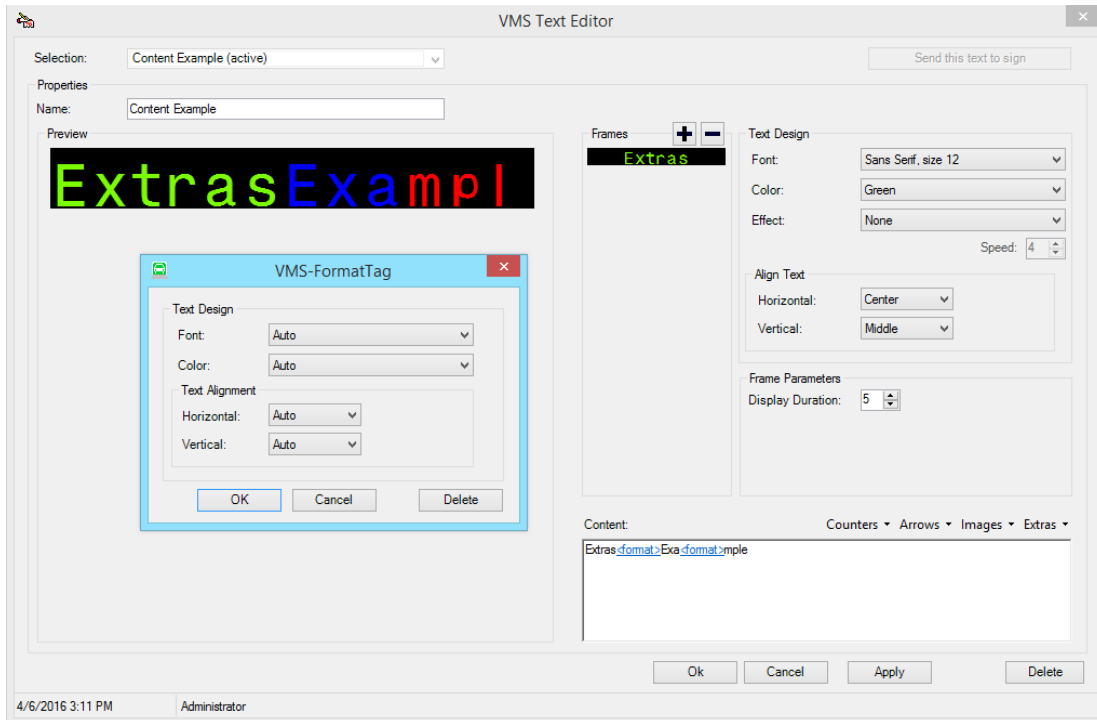 VMS Text Editor
Selection: Content Example (active) Send this text to sign
Properties
Name: Content Example
Preview
ExtrasExampl
Frames
Extras
Text Design
Font: Sans Serif, size 12
Color: Green
Effect: None
Speed: 4
Align Text
Horizontal: Center
Vertical: Middle
Frame Parameters
Display Duration: 5
VMS-FormatTag
Text Design
Font: Auto
Color: Auto
Text Alignment
Horizontal: Auto
Vertical: Auto
OK Cancel Delete
Content: Counters Arrows Images Extras
Extras<format>Exa<format>mple
Ok Cancel Apply Delete
4/6/2016 3:11 PM Administrator